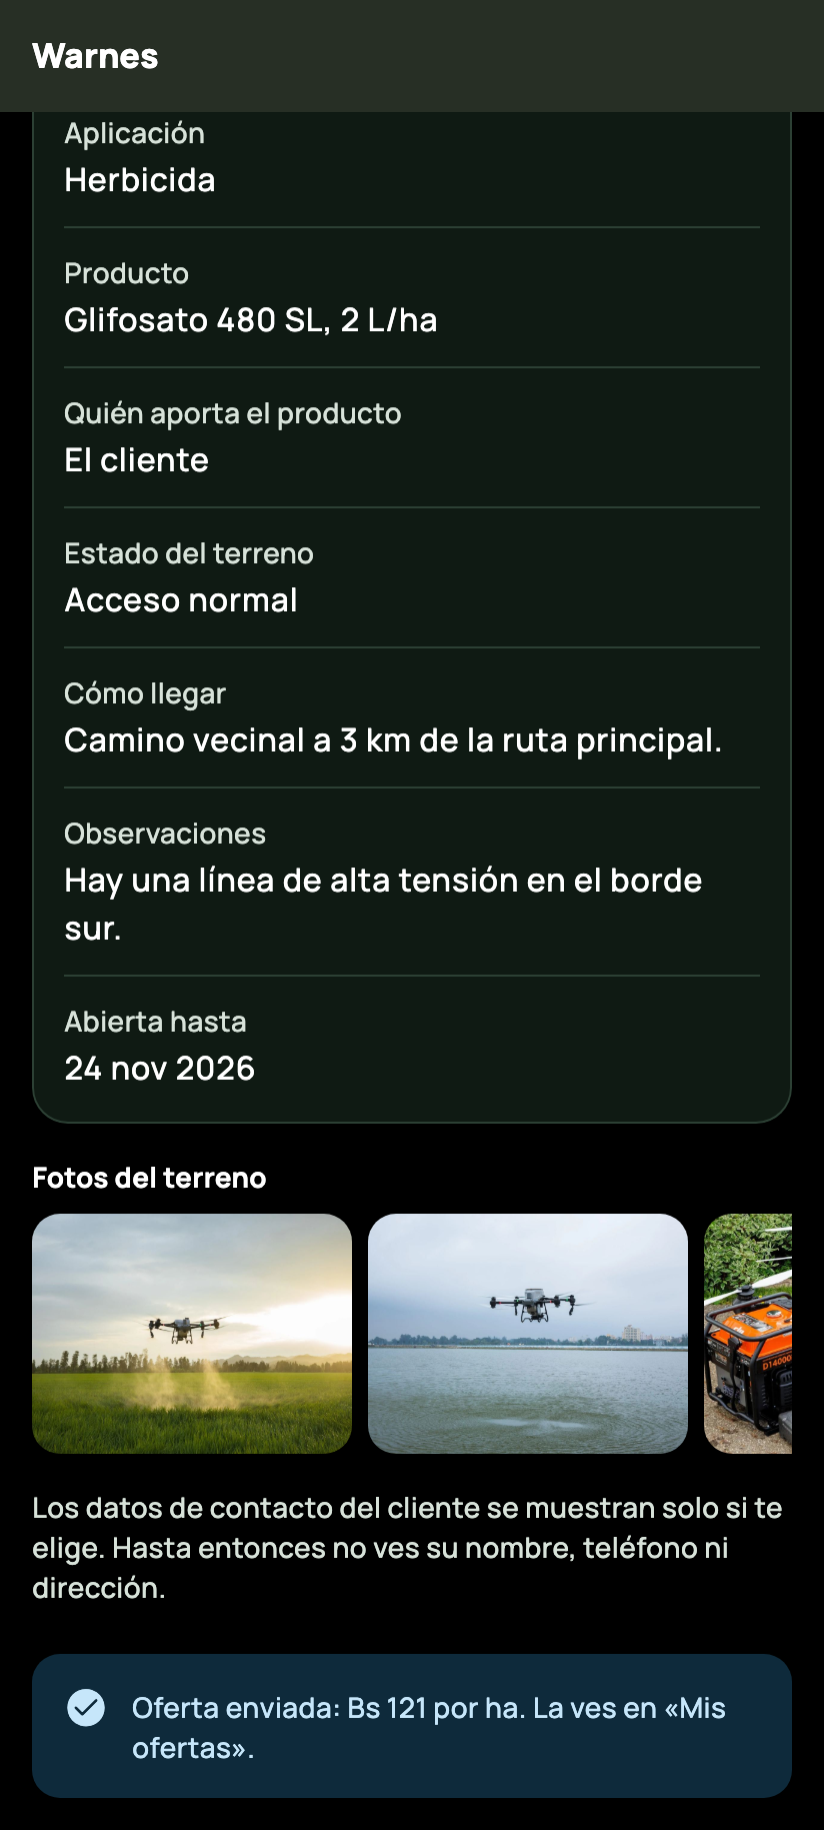 Warnes
Aplicación
Herbicida
Producto
Glifosato 480 SL, 2 L/ha
Quién aporta el producto
El cliente
Estado del terreno
Acceso normal
Cómo llegar
Camino vecinal a 3 km de la ruta principal.
Observaciones
Hay una línea de alta tensión en el borde
sur.
Abierta hasta
24 nov 2026
Fotos del terreno
D14000
Los datos de contacto del cliente se muestran solo si te
elige. Hasta entonces no ves su nombre, teléfono ni
dirección.
Oferta enviada: Bs 121 por ha. La ves en «Mis
ofertas».